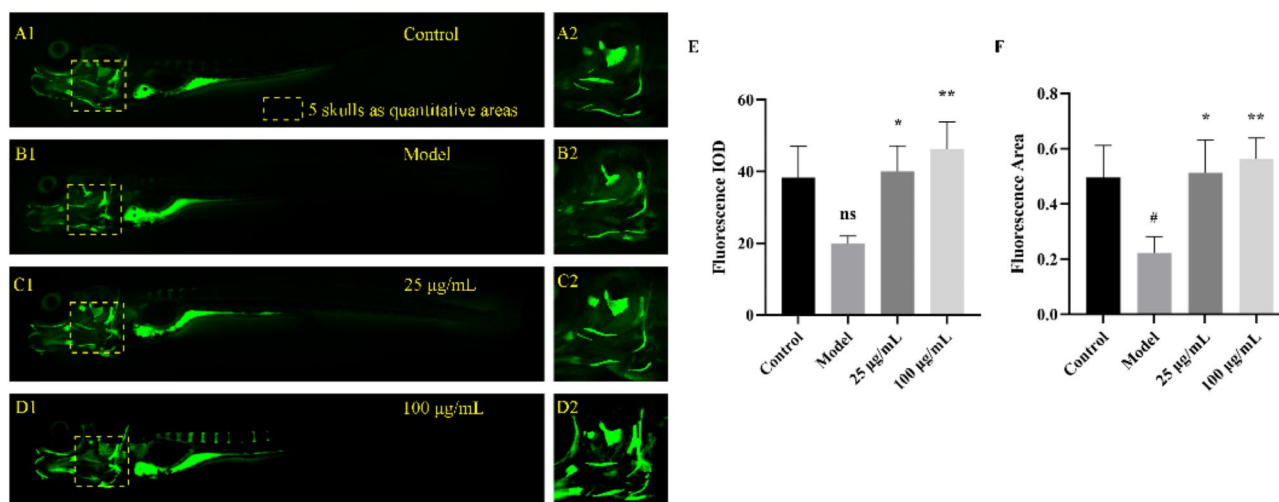 A1
Control
5 skulls as quantitative areas
A2
B1
Model
B2
C1
25 µg/mL
C2
D1
100 µg/mL
D2
E
Fluorescence IOD
60
40
20
0
ns
*
**
Control
Model
25 µg/mL
100 µg/mL
F
Fluorescence Area
0.8
0.6
0.4
0.2
0.0
#
*
**
Control
Model
25 µg/mL
100 µg/mL